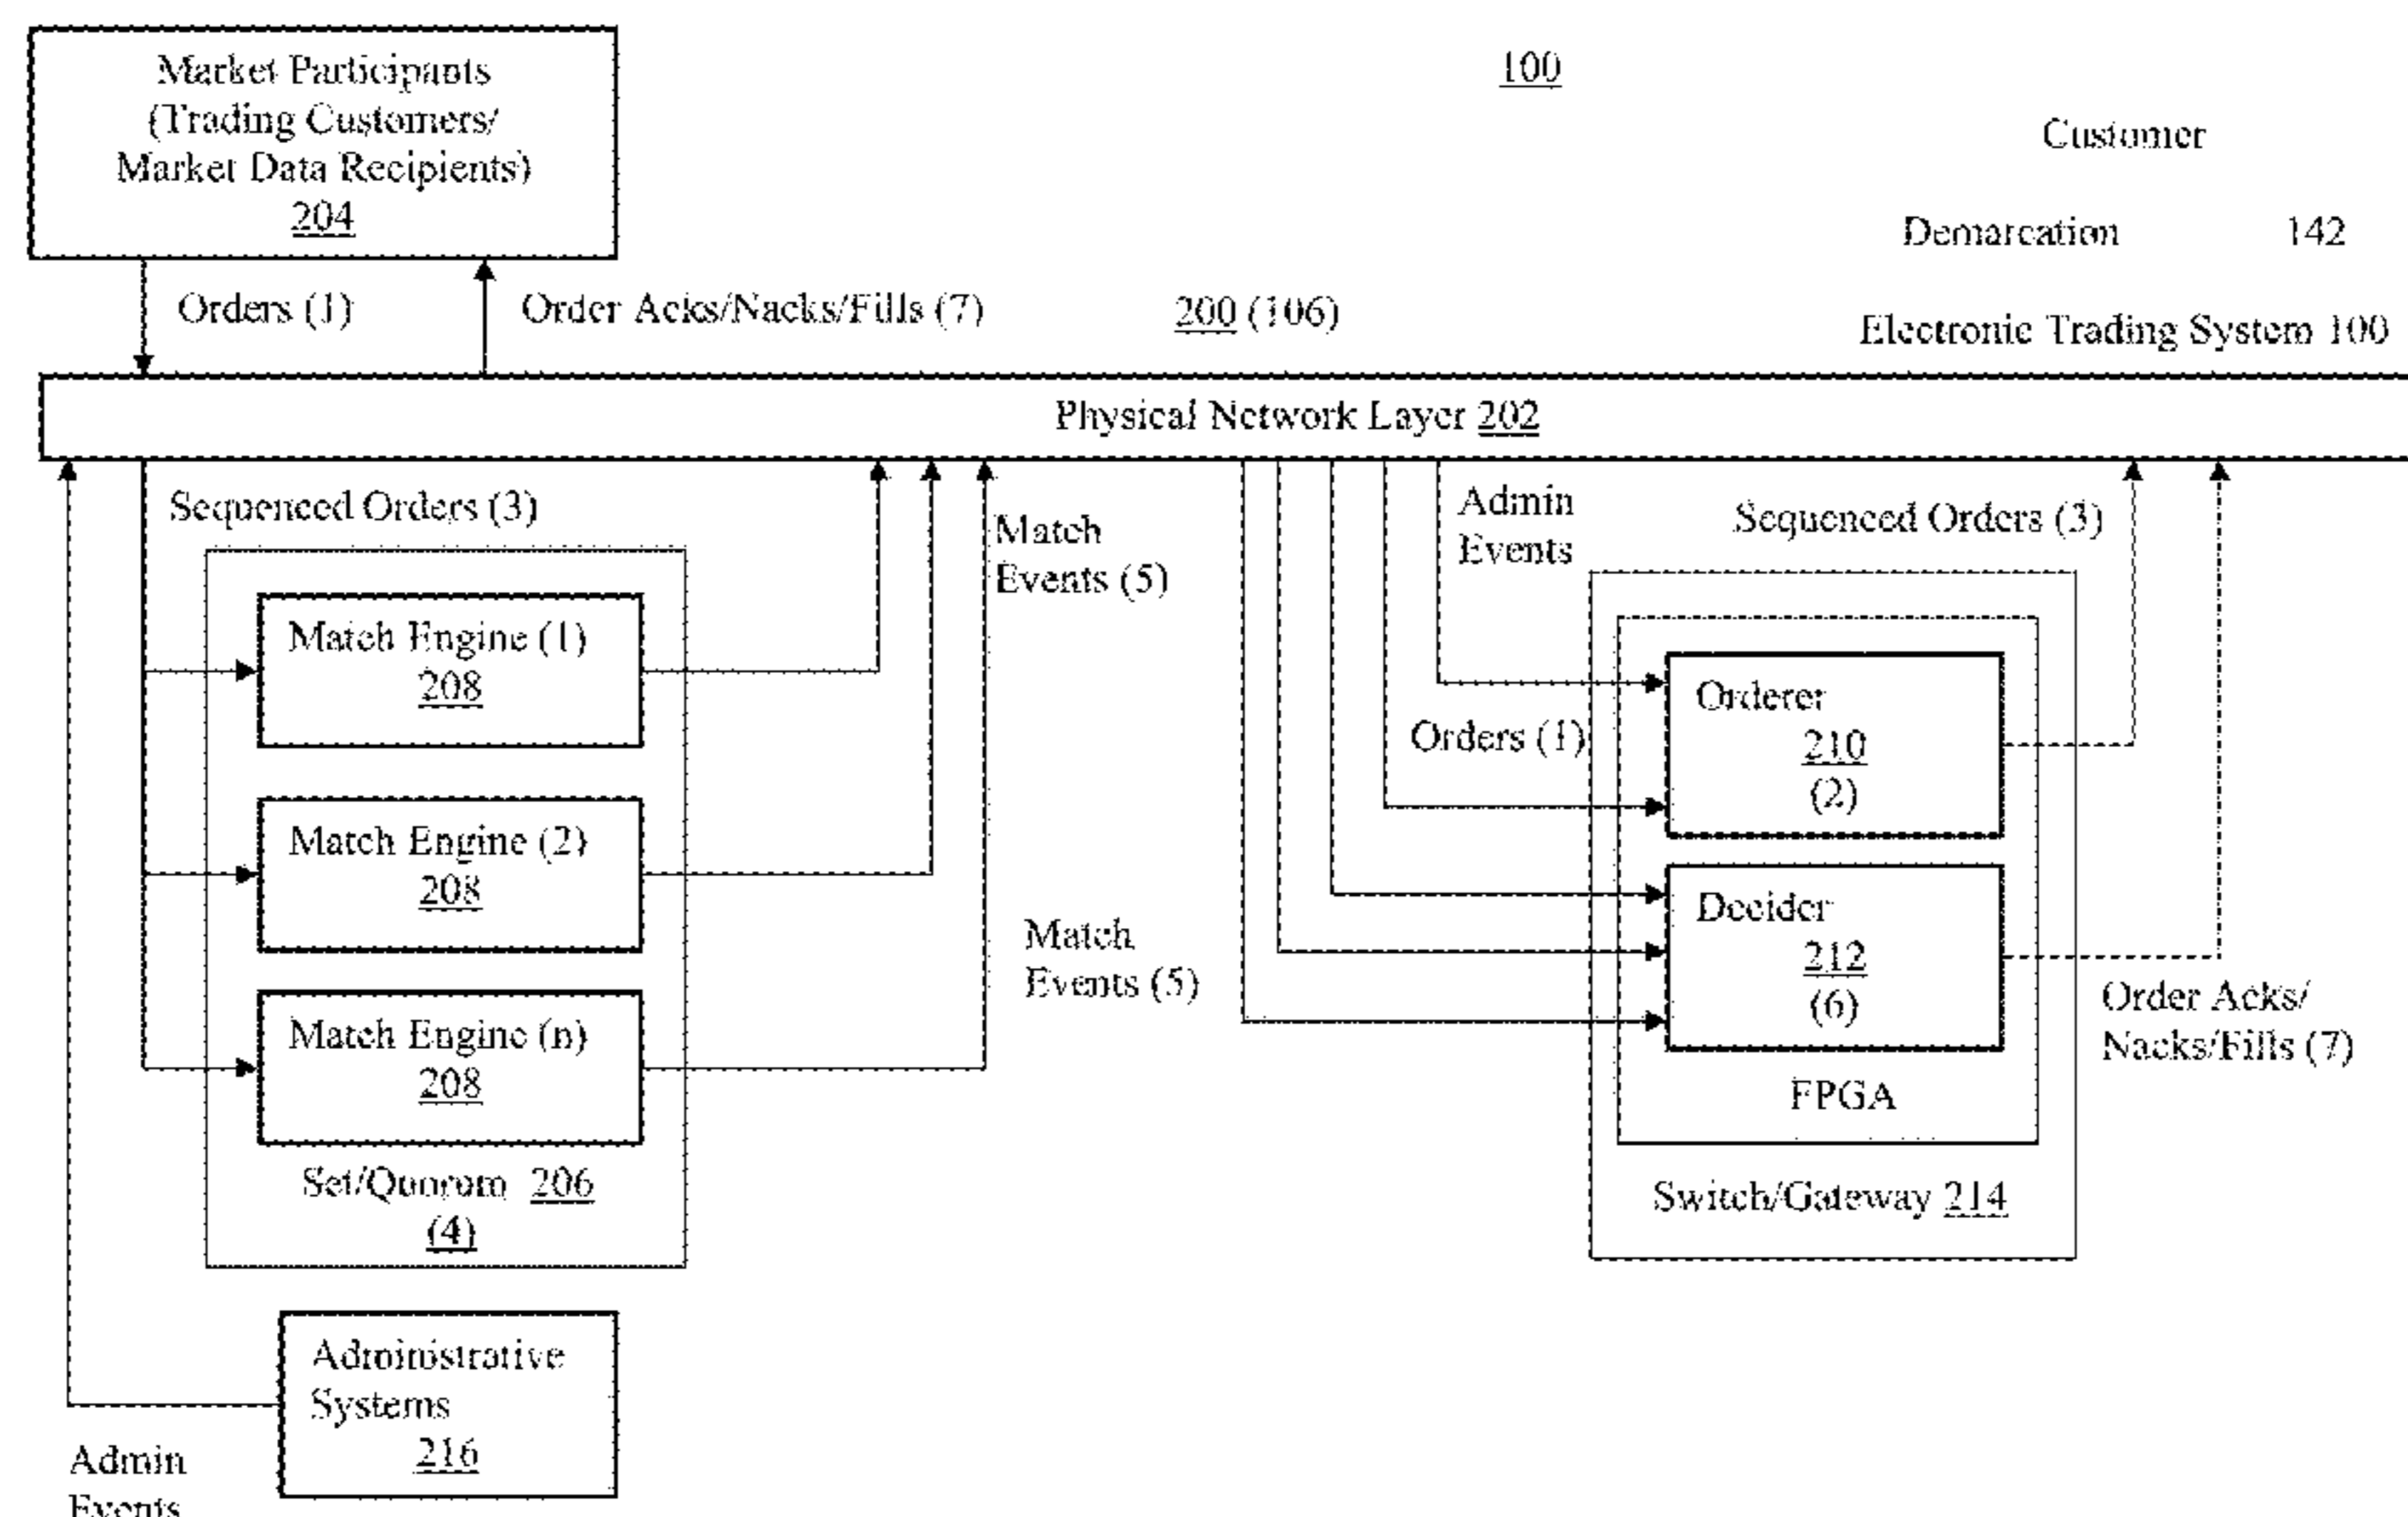 Market Participants
(Trading Customers/
Market Data Recipients)
204
100
Customer
Demarcation 142
Electronic Trading System 100
Orders (1)
Order Acks/Nacks/Fills (7)
200 (106)
Physical Network Layer 202
Sequenced Orders (3)
Match Engine (1)
208
Match Engine (2)
208
Match Engine (n)
208
Set/Quorum 206
(4)
Match
Events (5)
Match
Events (5)
Admin
Events
Orders (1)
Sequenced Orders (3)
Orderer
210
(2)
Decider
212
(6)
FPGA
Switch/Gateway 214
Order Acks/
Nacks/Fills (7)
Administrative
Systems
216
Admin
Events